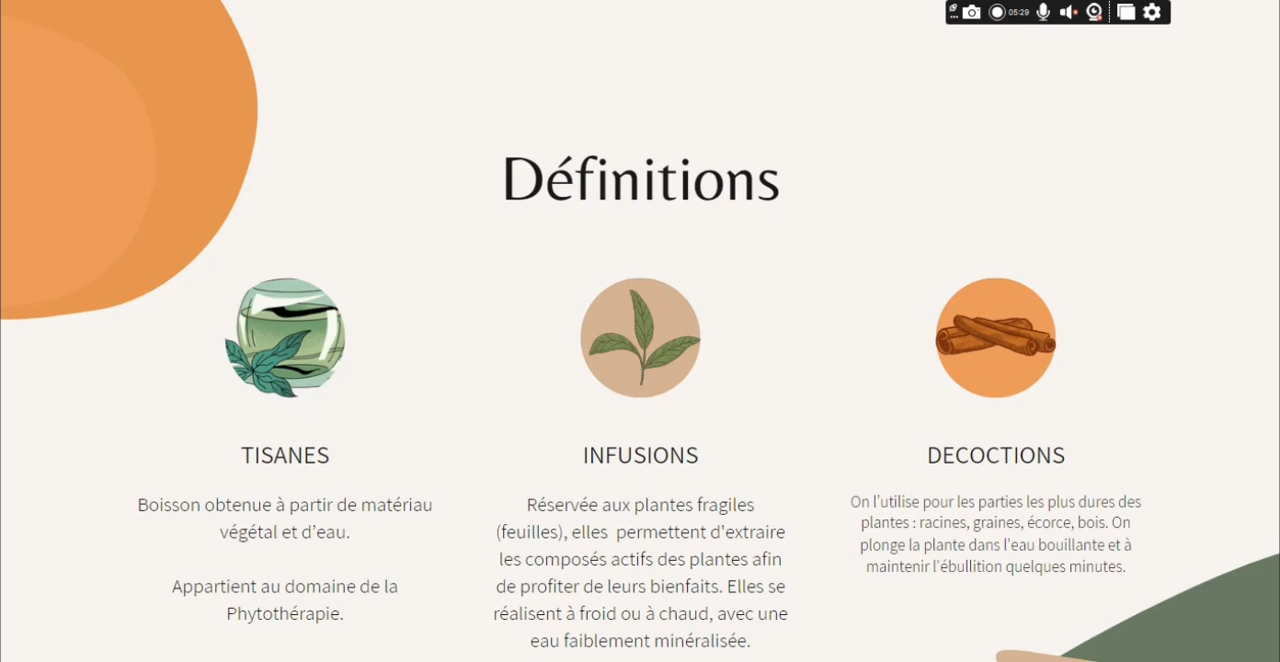 05:29
Définitions
TISANES
Boisson obtenue à partir de matériau
végétal et d’eau.
Appartient au domaine de la
Phytothérapie.
INFUSIONS
Réservée aux plantes fragiles
(feuilles), elles  permettent d'extraire
les composés actifs des plantes afin
de profiter de leurs bienfaits. Elles se
réalisent à froid ou à chaud, avec une
eau faiblement minéralisée.
DECOCTIONS
On l’utilise pour les parties les plus dures des
plantes : racines, graines, écorce, bois. On
plonge la plante dans l'eau bouillante et à
maintenir l'ébullition quelques minutes.